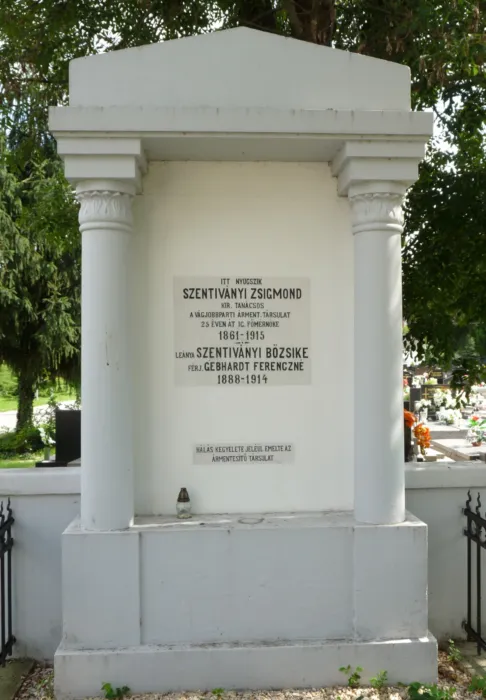 ITT NYUGSZIK
SZENTIVÁNYI ZSIGMOND
KIR. TANÁCSOS
A VÁGJOBBPARTI ÁRMENT. TÁRSULAT
25 ÉVEN ÁT IG. FŐMÉRNÖKE
1861-1915
LEÁNYA SZENTIVÁNYI BÖZSIKE
FÉRJ. GEBHARDT FERENCZNÉ
1888-1914
HÁLÁS KEGYELETE JELÉÜL EMELTE AZ
ÁRMENTESÍTŐ TÁRSULAT